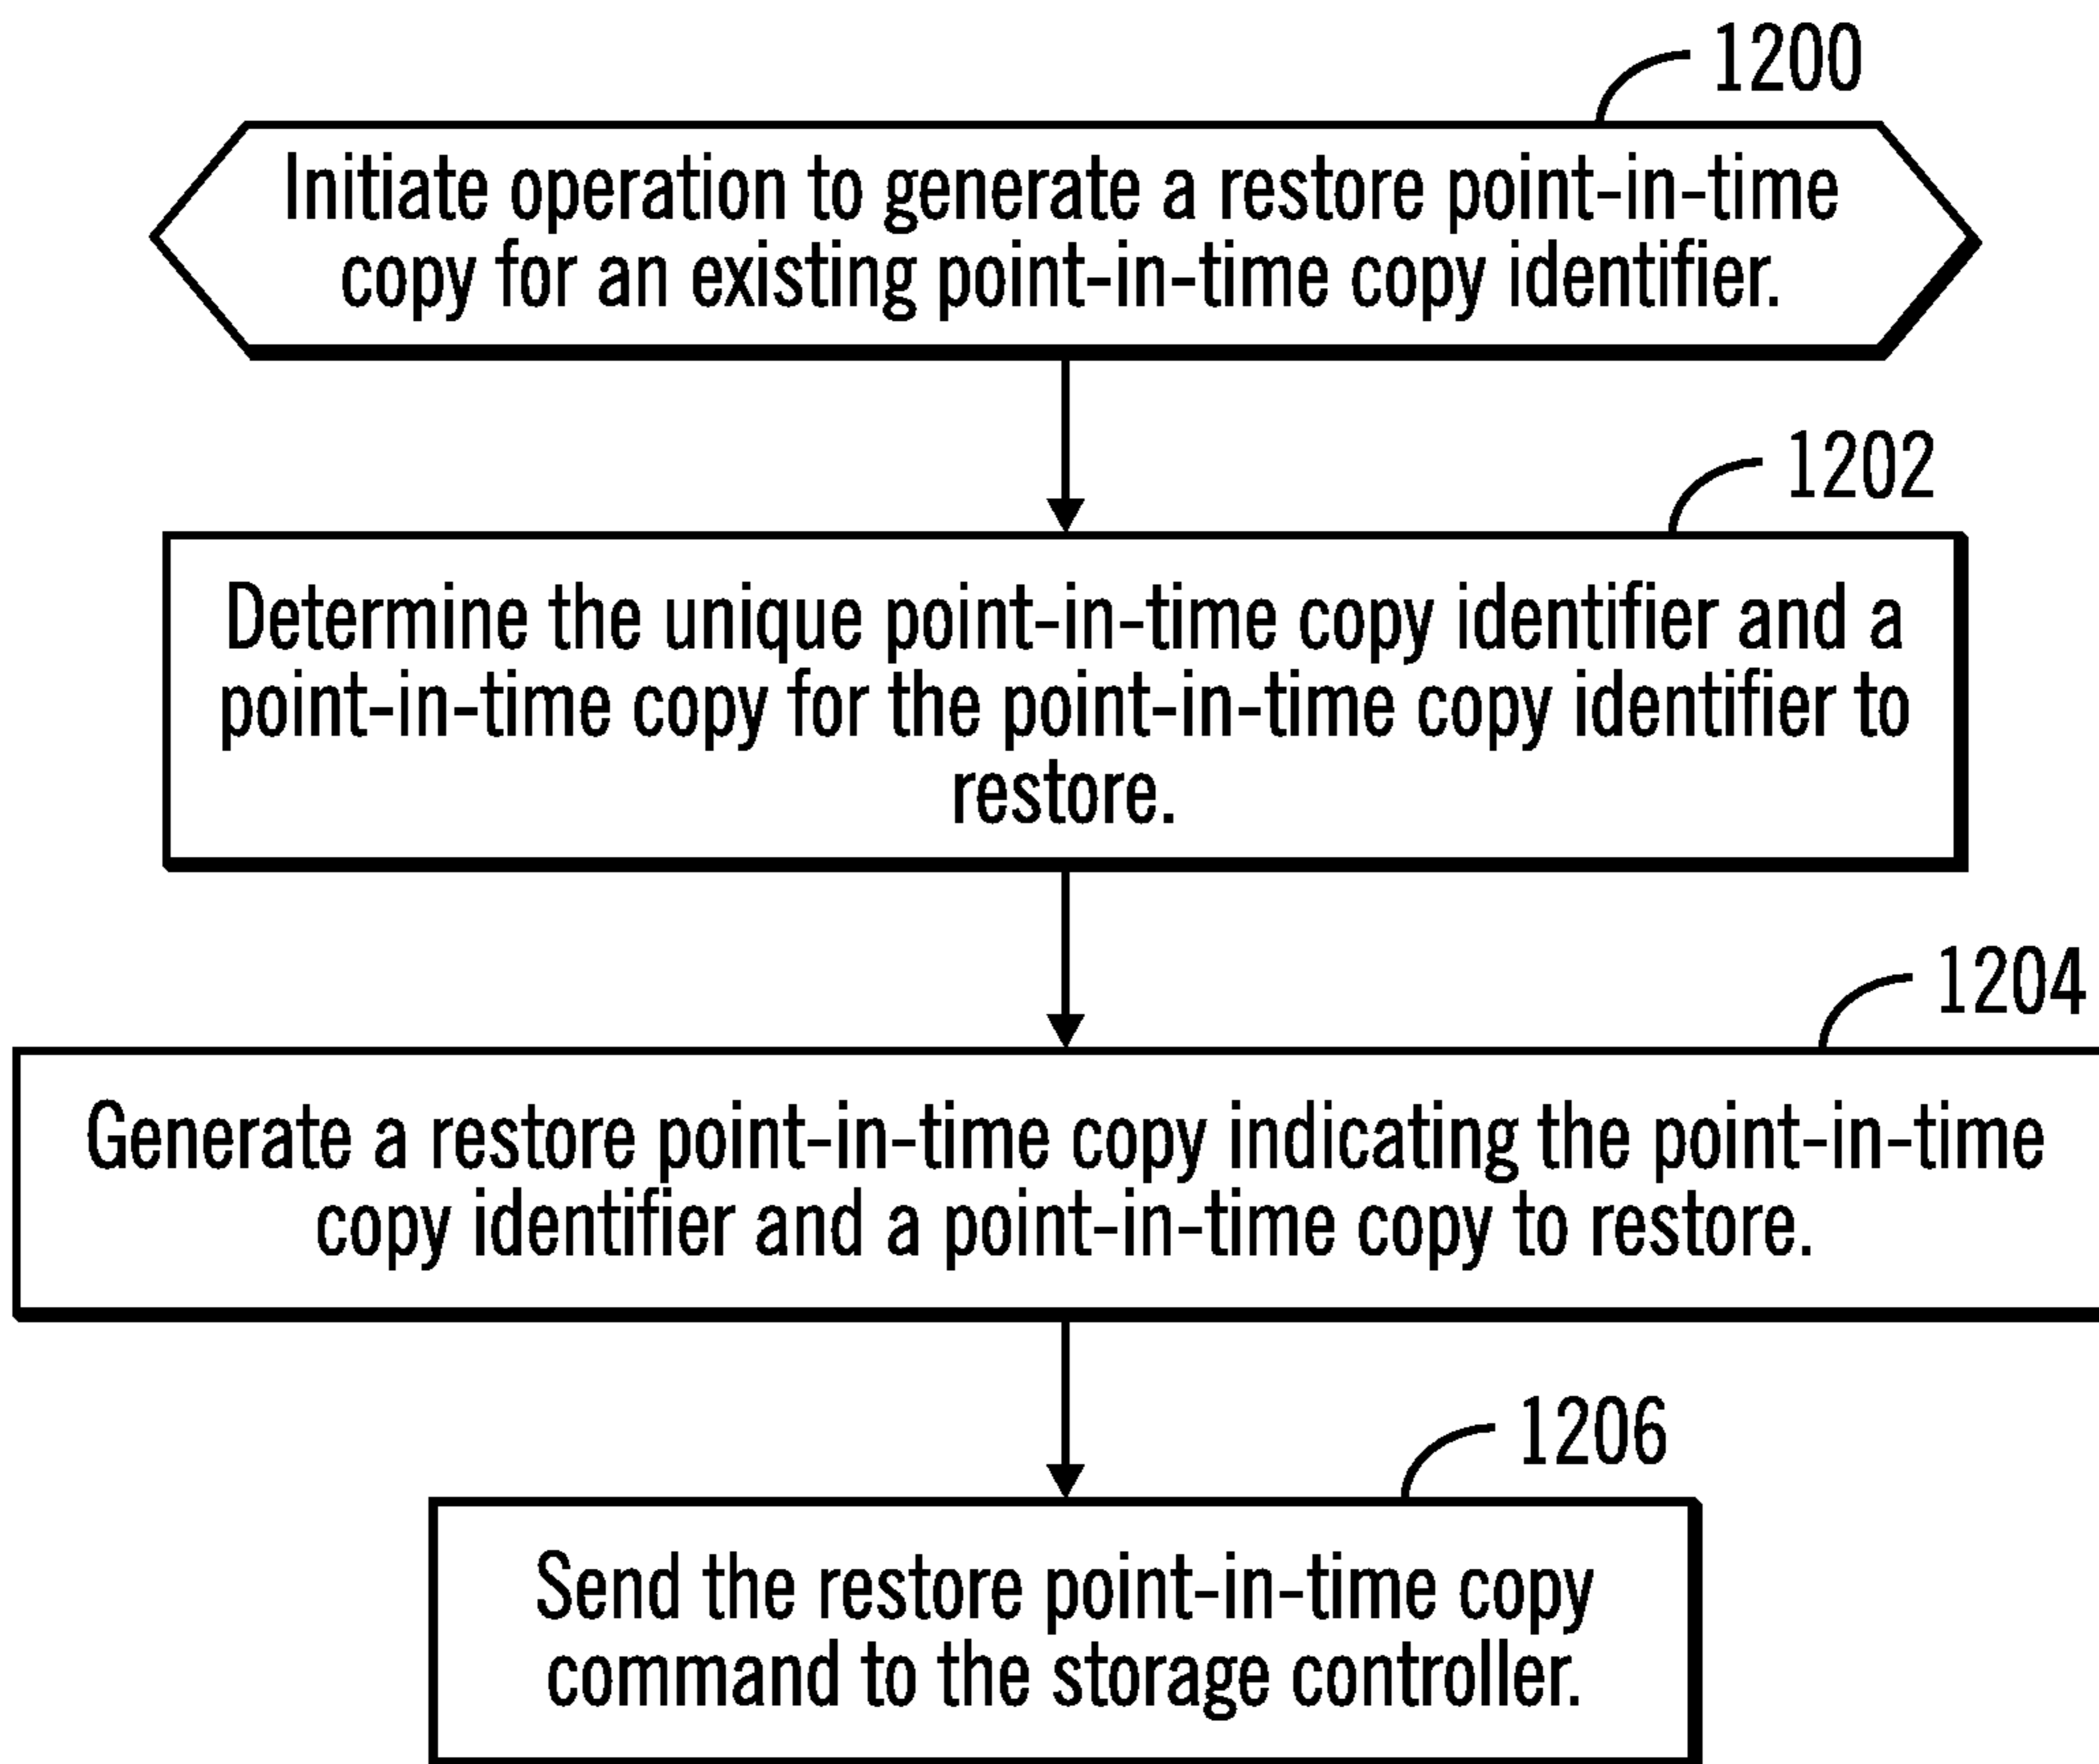 1200
Initiate operation to generate a restore point-in-time
copy for an existing point-in-time copy identifier.
1202
Determine the unique point-in-time copy identifier and a
point-in-time copy for the point-in-time copy identifier to
restore.
1204
Generate a restore point-in-time copy indicating the point-in-time
copy identifier and a point-in-time copy to restore.
1206
Send the restore point-in-time copy
command to the storage controller.